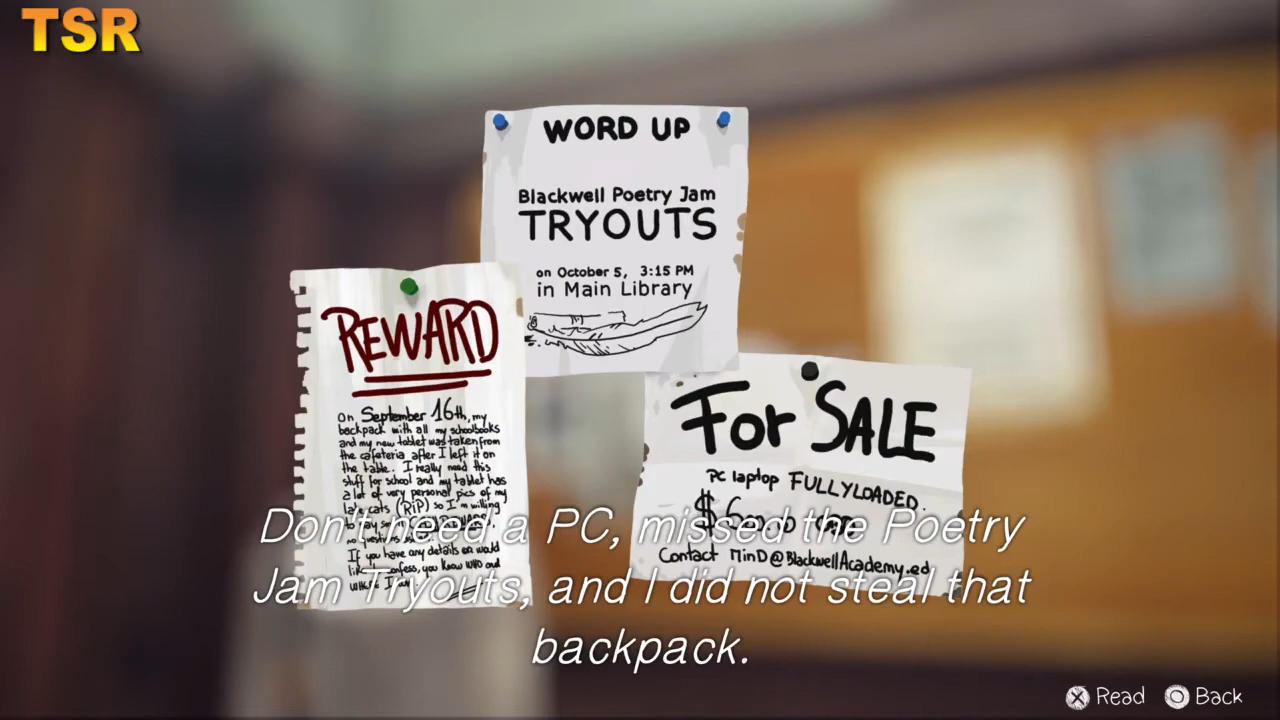 TSR
WORD UP
Blackwell Poetry Jam
TRYOUTS
on October 5, 3:15 PM
in Main Library
REWARD
On September 16th, my
backpack with all my schoolbooks
and my new tablet was taken from
the cafeteria after I left it on
the table. I really need this
stuff for school and my tablet has
a lot of very personal pics of my
late cats (RIP) so I'm willing
to pay
If you have any details or would
confess, you know who and
For SALE
PC laptop FULLY LOADED.
Contact MinD@BlackwellAcademy.ed
Don't need a PC, missed the Poetry
Jam Tryouts, and I did not steal that
backpack.
Read Back